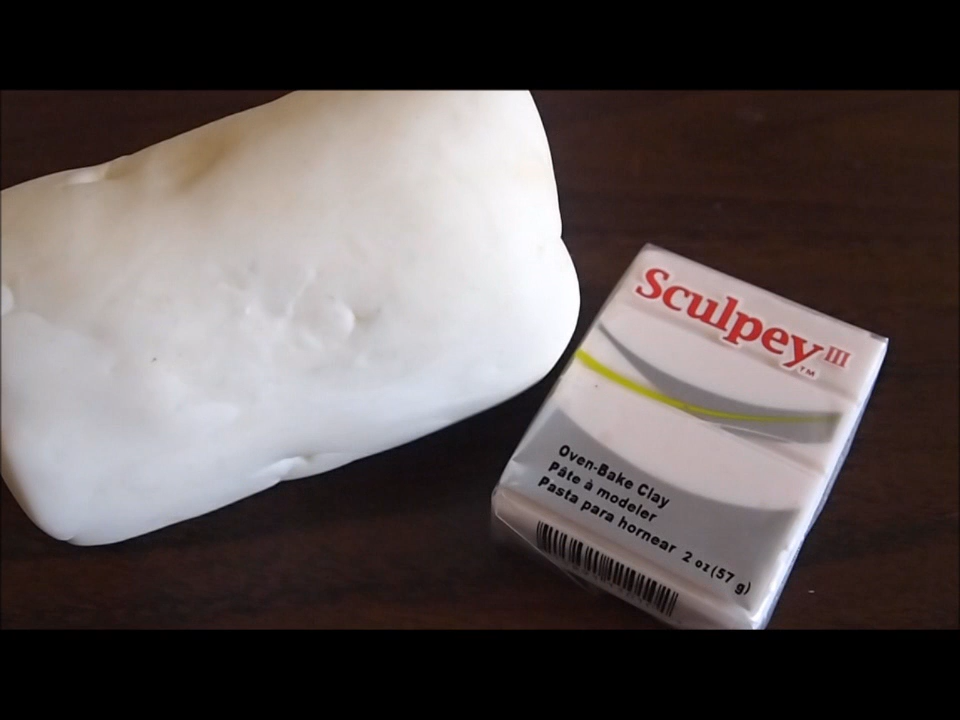 Sculpey III
TM
Oven-Bake Clay
Pâte à modeler
Pasta para hornear 2 oz (57 g)